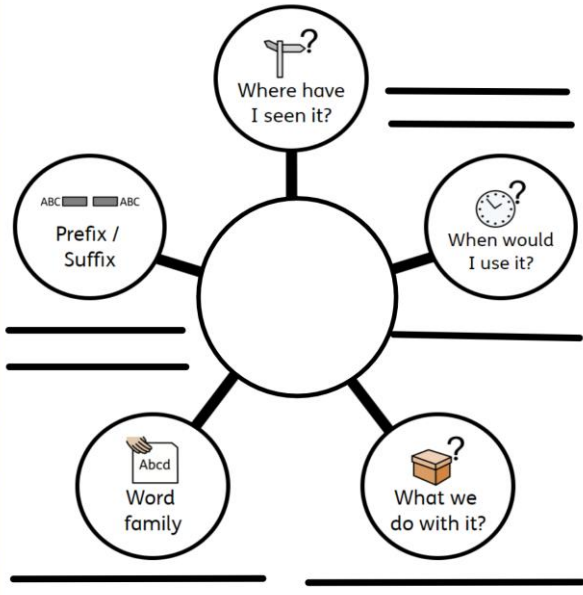 ?
Where have
I seen it?
ABC ABC
Prefix /
Suffix
?
When would
I use it?
Abcd
Word
family
?
What we
do with it?